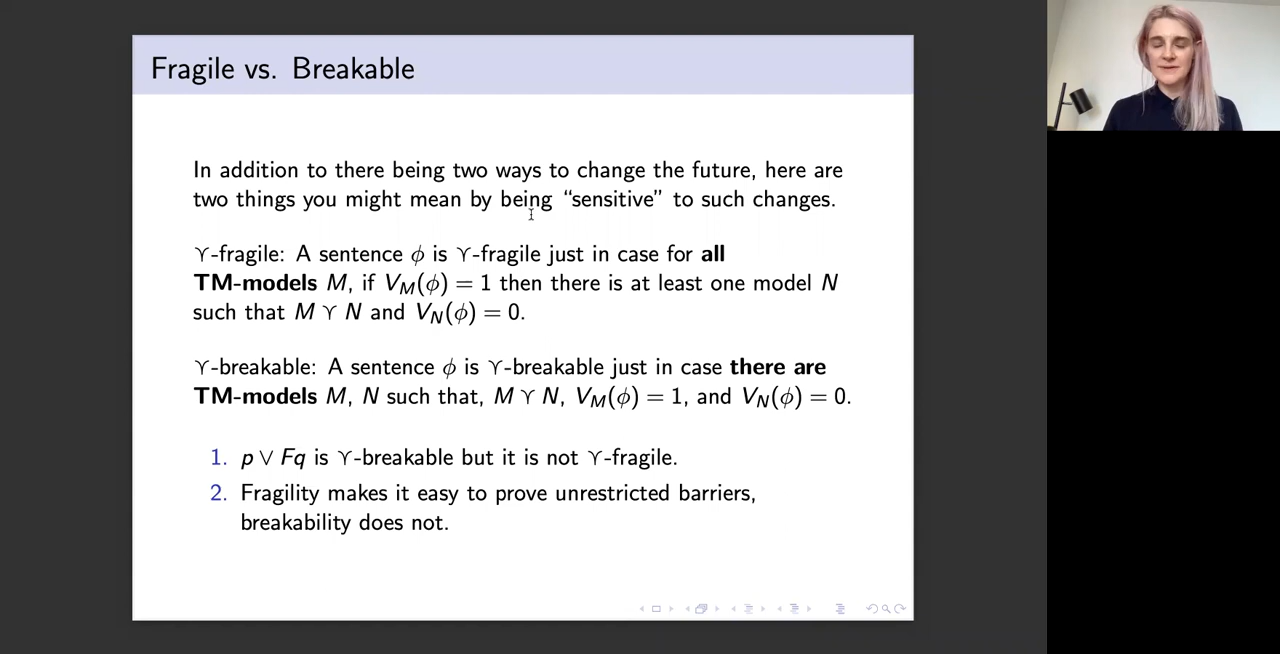 Fragile vs. Breakable
In addition to there being two ways to change the future, here are
two things you might mean by being “sensitive” to such changes.
ϒ-fragile: A sentence ϕ is ϒ-fragile just in case for all
TM-models M, if V_M(ϕ) = 1 then there is at least one model N
such that M ϒ N and V_N(ϕ) = 0.
ϒ-breakable: A sentence ϕ is ϒ-breakable just in case there are
TM-models M, N such that, M ϒ N, V_M(ϕ) = 1, and V_N(ϕ) = 0.
1. p ∨ Fq is ϒ-breakable but it is not ϒ-fragile.
2. Fragility makes it easy to prove unrestricted barriers,
breakability does not.